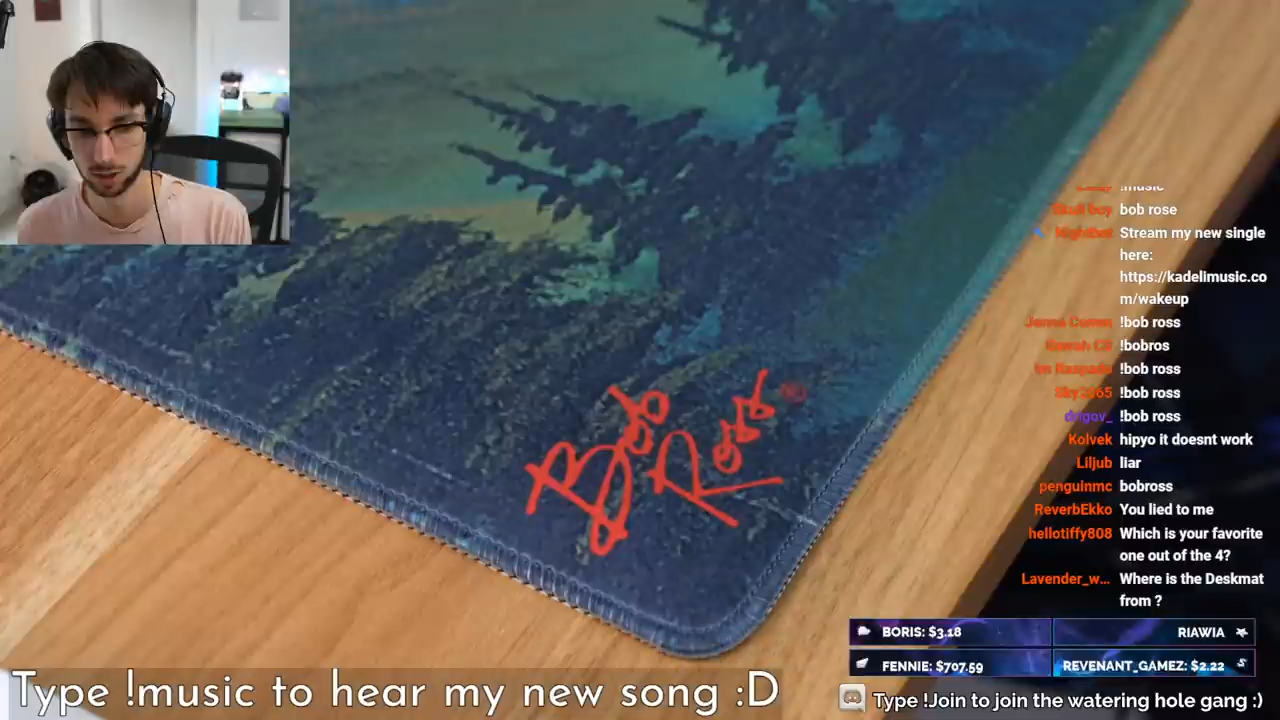 !music
bob rose
Nightbot Stream my new single
here:
https://kadelimusic.co
m/wakeup
!bob ross
!bobros
!bob ross
!bob ross
drigov_ !bob ross
Kolvek hipyo it doesnt work
Liljub liar
penguinmc bobross
ReverbEkko You lied to me
hellotiffy808 Which is your favorite
one out of the 4?
Lavender_w... Where is the Deskmat
from ?
Bob
Ross®
BORIS: $3.18
RIAWIA
FENNIE: $707.59
REVENANT_GAMEZ: $2.22
Type !music to hear my new song :D
Type !Join to join the watering hole gang :)